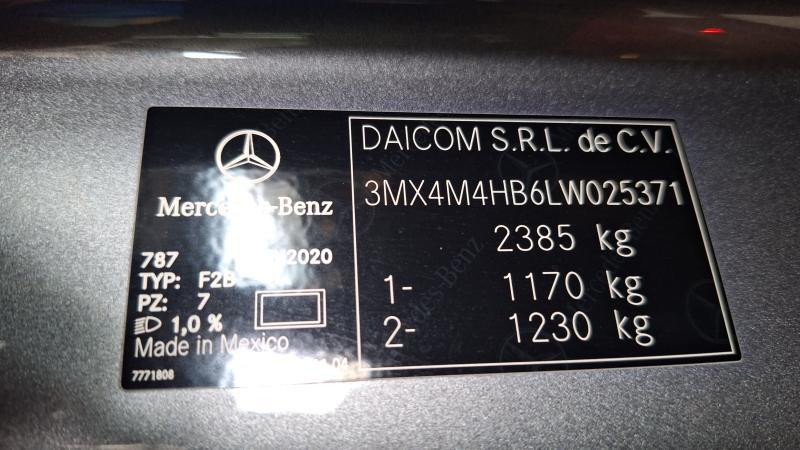 Mercedes-Benz
787 2020
TYP: F2B
PZ: 7
1,0 %
Made in Mexico
7771808
DAICOM S.R.L. de C.V.
3MX4M4HB6LW025371
2385 kg
1- 1170 kg
2- 1230 kg